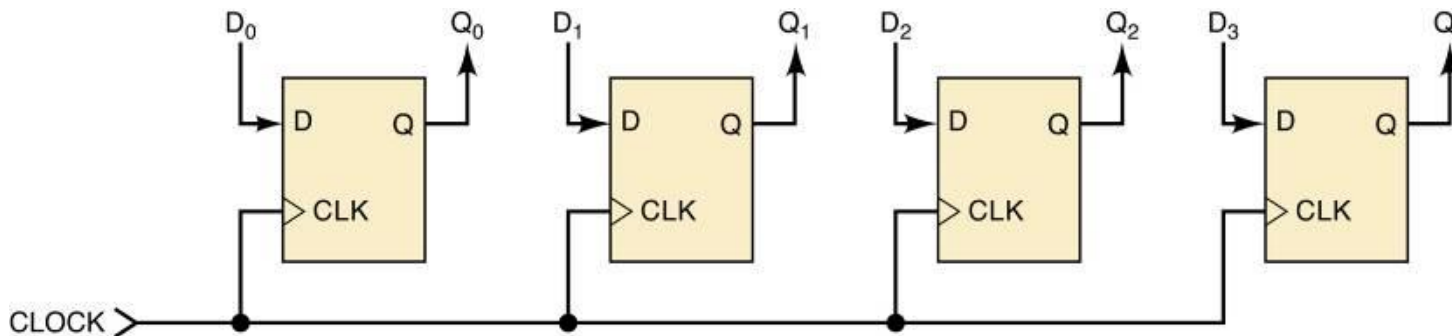 D₀ Q₀ D₁ Q₁ D₂ Q₂ D₃ Q
D Q D Q D Q D Q
CLK CLK CLK CLK
CLOCK